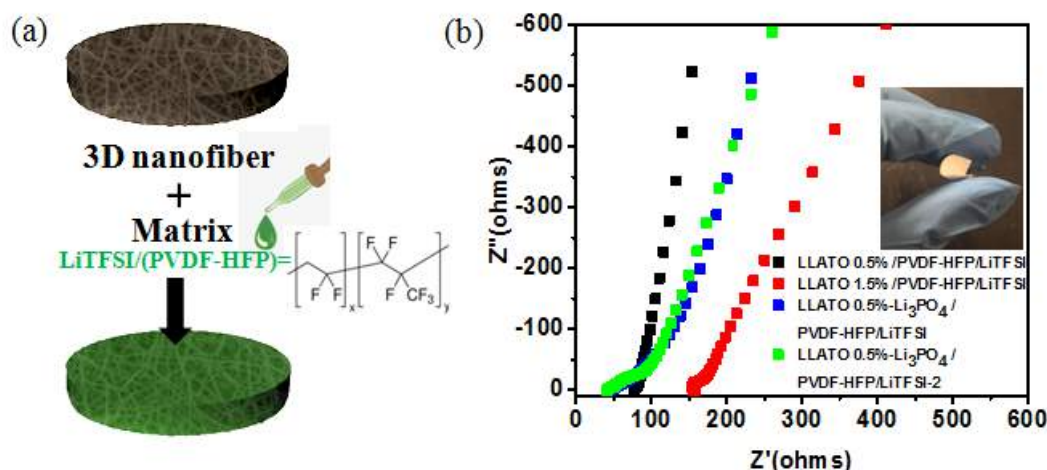 (a)
3D nanofiber
+
Matrix
LiTFSI/(PVDF-HFP)=
F
F
F
F
F
F
CF₃
x
y
(b)
-600
-500
-400
-300
-200
-100
0
Z"(ohms)
0
100
200
300
400
500
600
Z'(ohms)
LLATO 0.5% /PVDF-HFP/LiTFSI
LLATO 1.5% /PVDF-HFP/LiTFSI
LLATO 0.5%-Li₃PO₄ /
PVDF-HFP/LiTFSI
LLATO 0.5%-Li₃PO₄ /
PVDF-HFP/LiTFSI-2